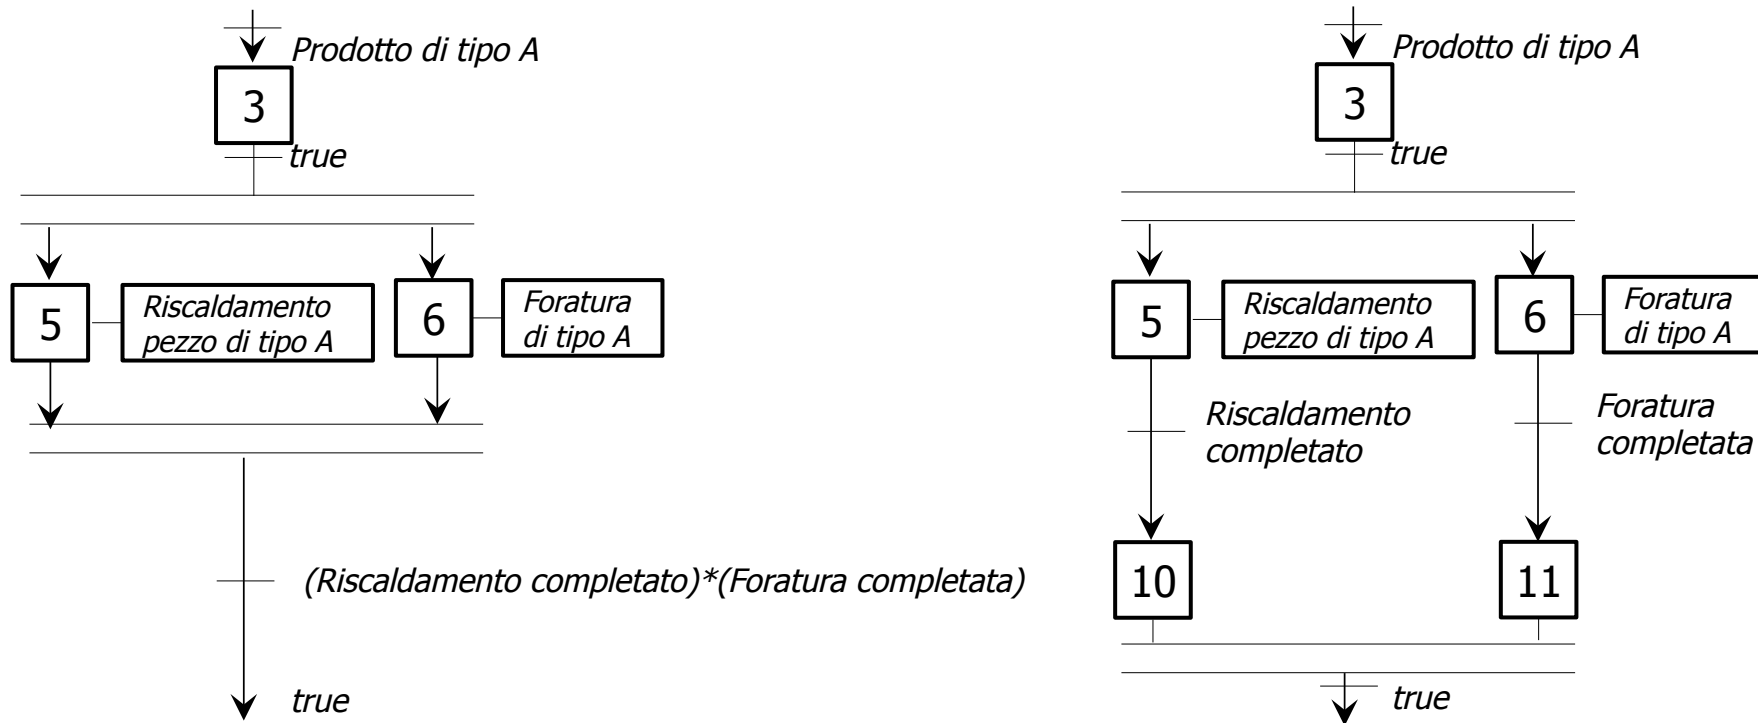 Prodotto di tipo A
3
true
5
Riscaldamento
pezzo di tipo A
6
Foratura
di tipo A
(Riscaldamento completato)*(Foratura completata)
true
Prodotto di tipo A
3
true
5
Riscaldamento
pezzo di tipo A
6
Foratura
di tipo A
Riscaldamento
completato
Foratura
completata
10
11
true